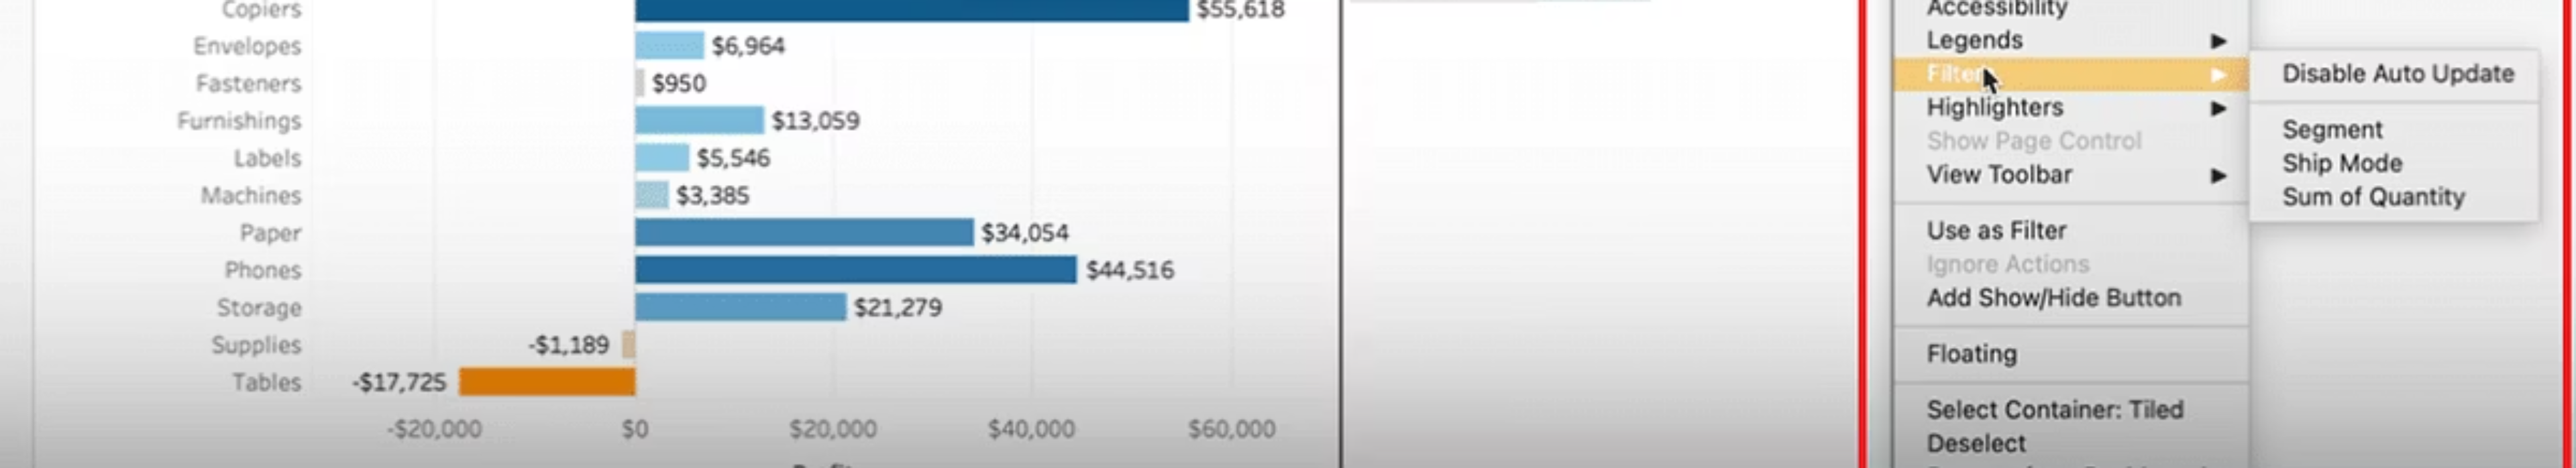 Copiers $55,618
Envelopes $6,964
Fasteners $950
Furnishings $13,059
Labels $5,546
Machines $3,385
Paper $34,054
Phones $44,516
Storage $21,279
Supplies -$1,189
Tables -$17,725
-$20,000 $0 $20,000 $40,000 $60,000
Accessibility
Legends
Highlighters
Show Page Control
View Toolbar
Use as Filter
Ignore Actions
Add Show/Hide Button
Floating
Select Container: Tiled
Deselect
Disable Auto Update
Segment
Ship Mode
Sum of Quantity